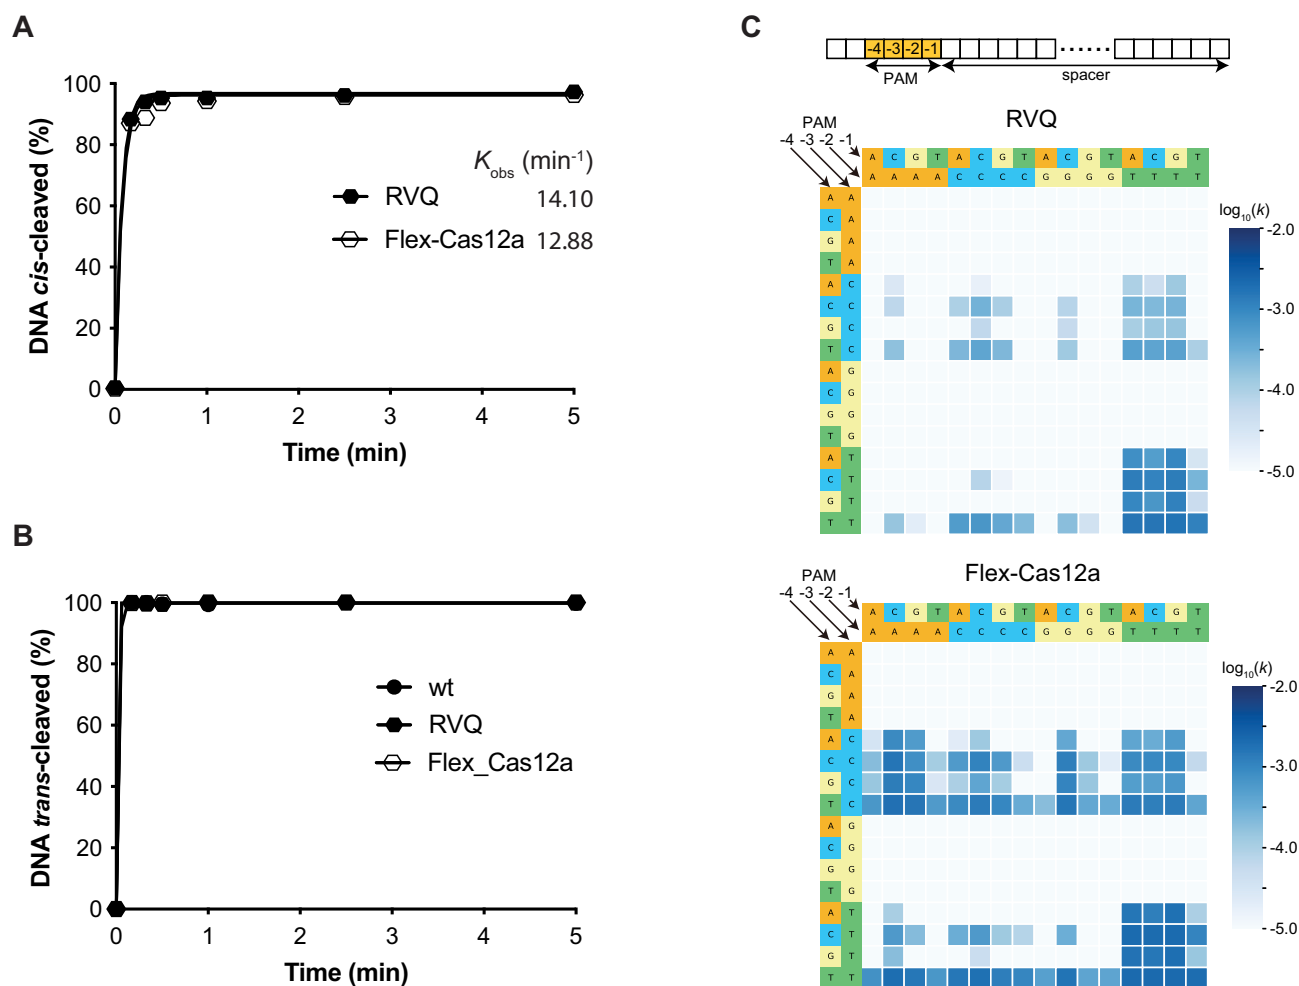 A
DNA cis-cleaved (%)
100
80
60
40
20
0
0 1 2 3 4 5
Time (min)
Kobs (min-1)
RVQ 14.10
Flex-Cas12a 12.88
B
DNA trans-cleaved (%)
100
80
60
40
20
0
0 1 2 3 4 5
Time (min)
wt
RVQ
Flex_Cas12a
C
-4 -3 -2 -1
PAM
spacer
RVQ
PAM
-4 -3 -2 -1
A C G T A C G T A C G T A C G T
A A A A C C C C G G G G T T T T
A A
C A
G A
T A
A C
C C
G C
T C
A G
C G
G G
T G
A T
C T
G T
T T
log10(k)
-2.0
-3.0
-4.0
-5.0
Flex-Cas12a
PAM
-4 -3 -2 -1
A C G T A C G T A C G T A C G T
A A A A C C C C G G G G T T T T
A A
C A
G A
T A
A C
C C
G C
T C
A G
C G
G G
T G
A T
C T
G T
T T
log10(k)
-2.0
-3.0
-4.0
-5.0